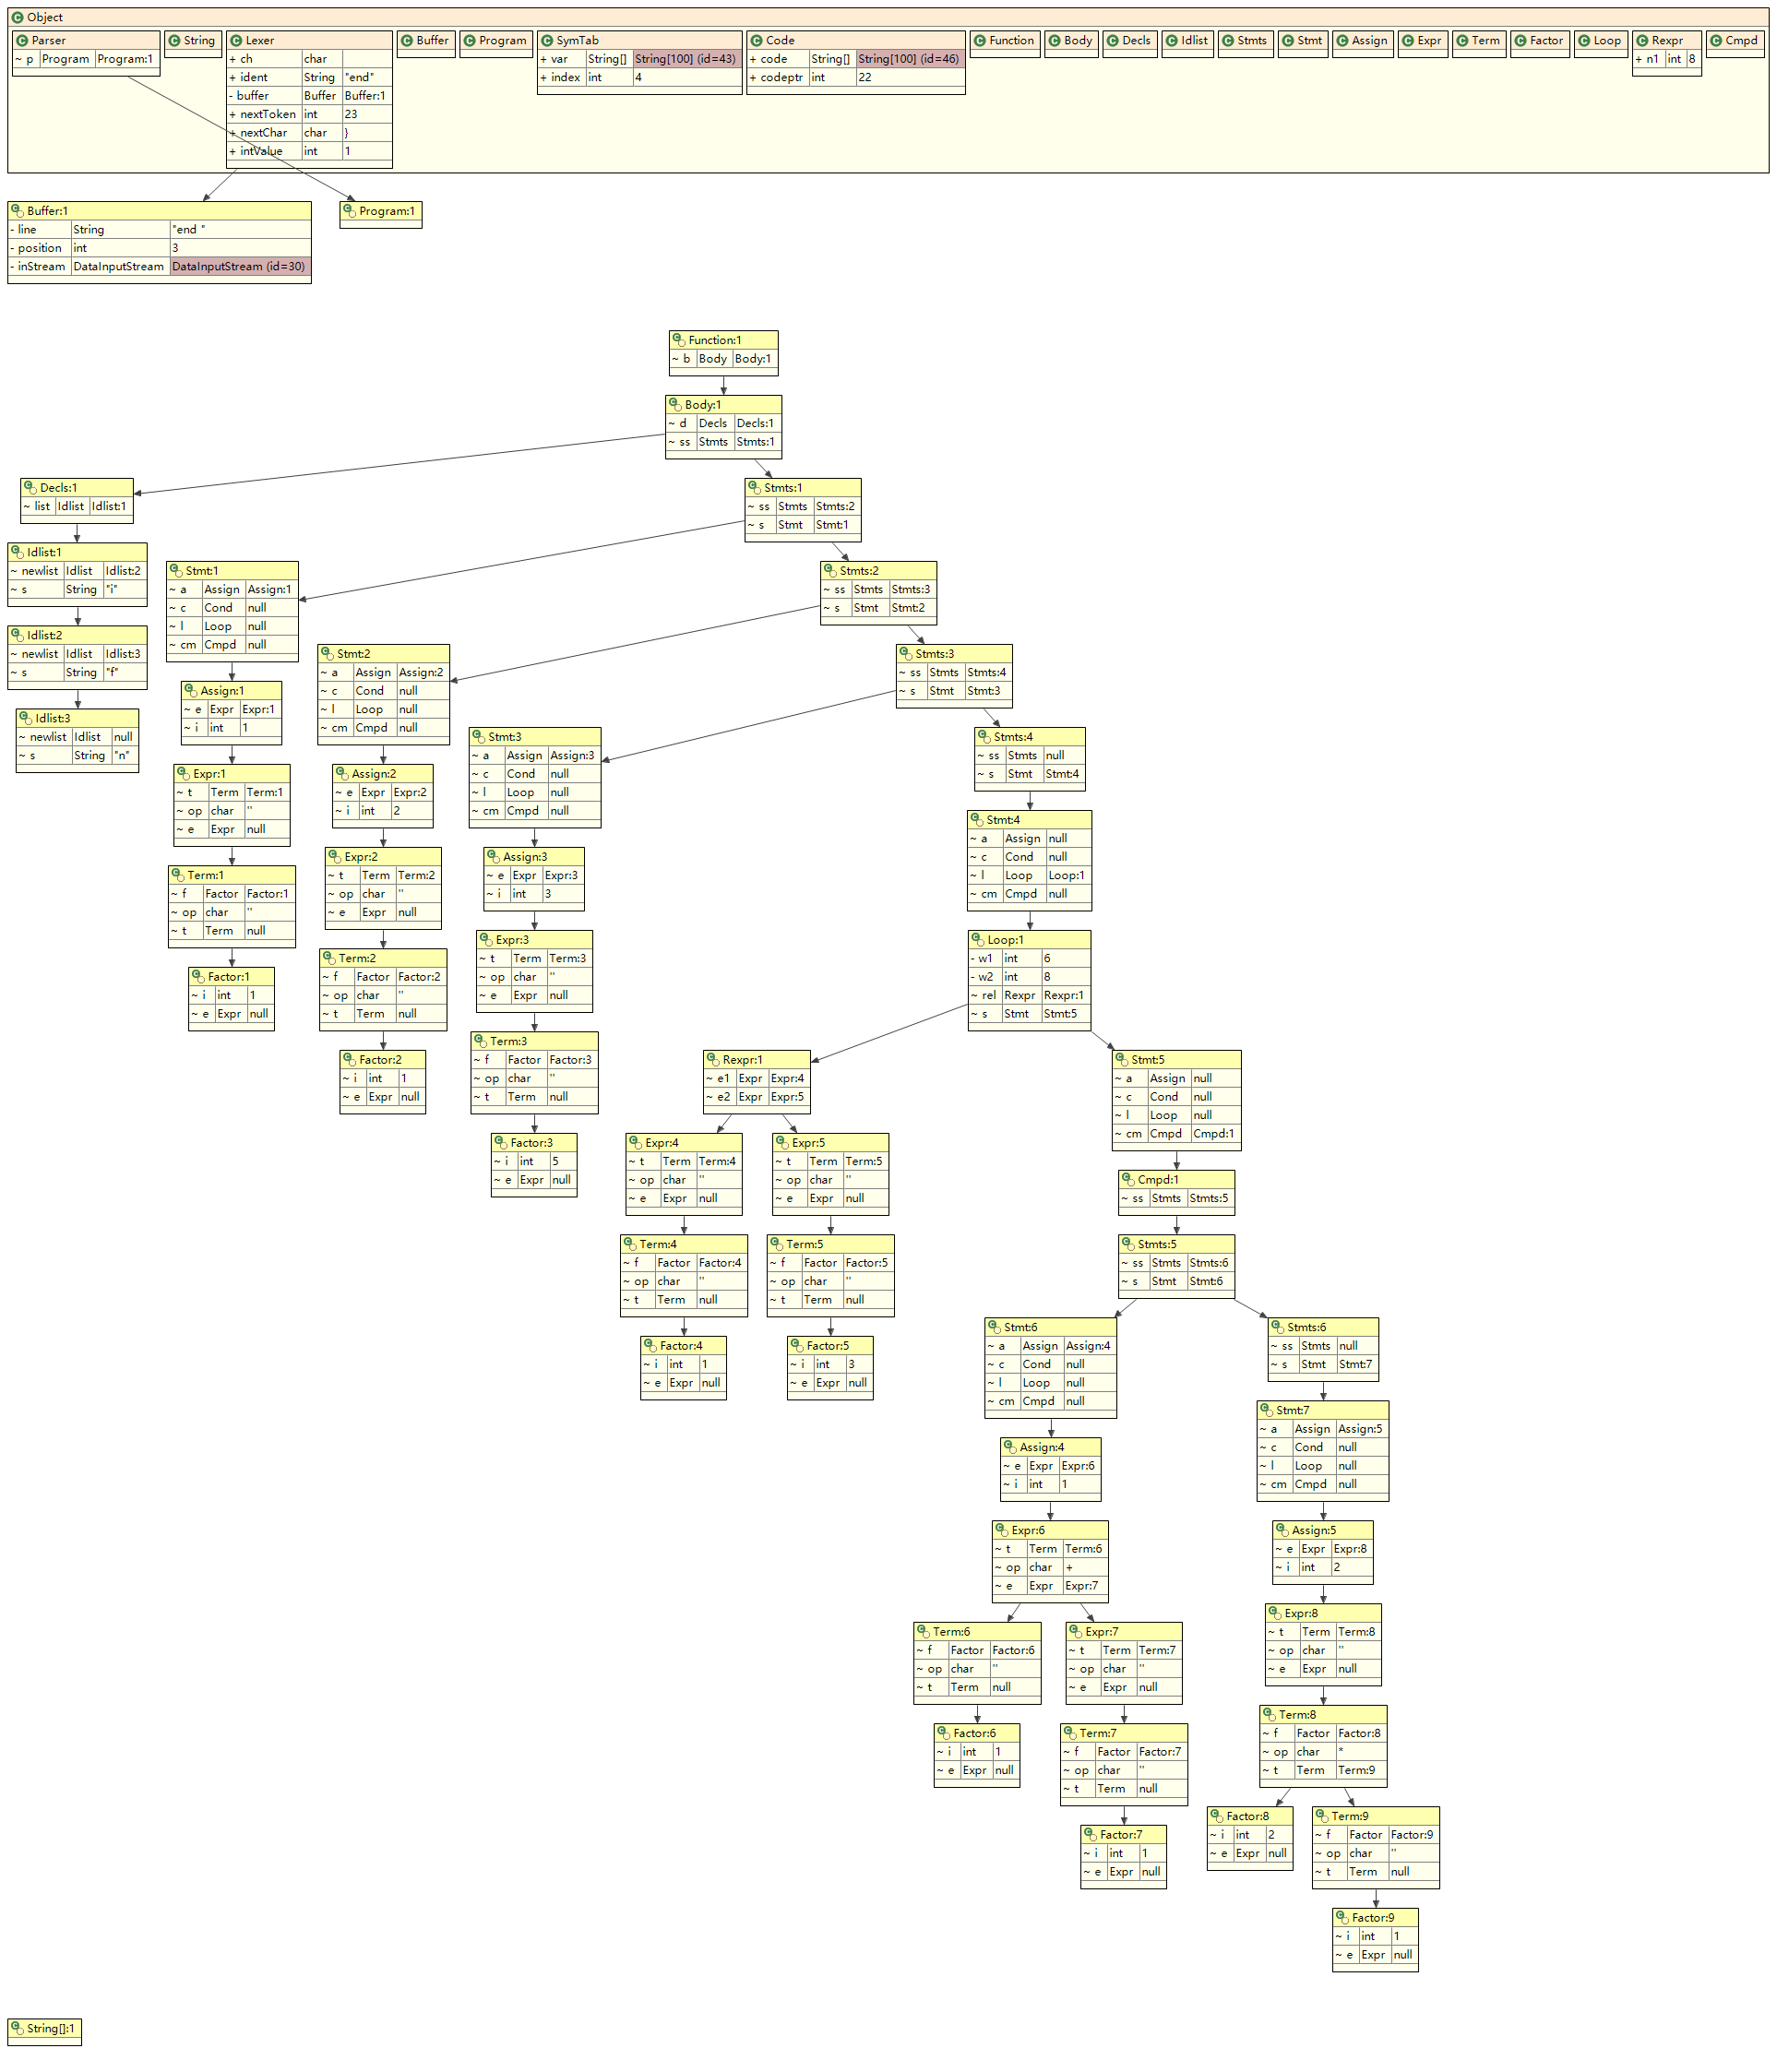 Object
Parser
~ p Program Program:1
String
Lexer
+ ch char
+ ident String "end"
- buffer Buffer Buffer:1
+ nextToken int 23
+ nextChar char }
+ intValue int 1
Buffer
Program
SymTab
+ var String[] String[100] (id=43)
+ index int 4
Code
+ code String[] String[100] (id=46)
+ codeptr int 22
Function
Body
Decls
Idlist
Stmts
Stmt
Assign
Expr
Term
Factor
Loop
Rexpr
+ n1 int 8
Cmpd
Buffer:1
- line String "end "
- position int 3
- inStream DataInputStream DataInputStream (id=30)
Program:1
Function:1
~ b Body Body:1
Body:1
~ d Decls Decls:1
~ ss Stmts Stmts:1
Decls:1
~ list Idlist Idlist:1
Idlist:1
~ newlist Idlist Idlist:2
~ s String "i"
Idlist:2
~ newlist Idlist Idlist:3
~ s String "f"
Idlist:3
~ newlist Idlist null
~ s String "n"
Stmts:1
~ ss Stmts Stmts:2
~ s Stmt Stmt:1
Stmt:1
~ a Assign Assign:1
~ c Cond null
~ l Loop null
~ cm Cmpd null
Assign:1
~ e Expr Expr:1
~ i int 1
Expr:1
~ t Term Term:1
~ op char ''
~ e Expr null
Term:1
~ f Factor Factor:1
~ op char ''
~ t Term null
Factor:1
~ i int 1
~ e Expr null
Stmts:2
~ ss Stmts Stmts:3
~ s Stmt Stmt:2
Stmt:2
~ a Assign Assign:2
~ c Cond null
~ l Loop null
~ cm Cmpd null
Assign:2
~ e Expr Expr:2
~ i int 2
Expr:2
~ t Term Term:2
~ op char ''
~ e Expr null
Term:2
~ f Factor Factor:2
~ op char ''
~ t Term null
Factor:2
~ i int 1
~ e Expr null
Stmts:3
~ ss Stmts Stmts:4
~ s Stmt Stmt:3
Stmt:3
~ a Assign Assign:3
~ c Cond null
~ l Loop null
~ cm Cmpd null
Assign:3
~ e Expr Expr:3
~ i int 3
Expr:3
~ t Term Term:3
~ op char ''
~ e Expr null
Term:3
~ f Factor Factor:3
~ op char ''
~ t Term null
Factor:3
~ i int 5
~ e Expr null
Stmts:4
~ ss Stmts null
~ s Stmt Stmt:4
Stmt:4
~ a Assign null
~ c Cond null
~ l Loop Loop:1
~ cm Cmpd null
Loop:1
- w1 int 6
- w2 int 8
~ rel Rexpr Rexpr:1
~ s Stmt Stmt:5
Rexpr:1
~ e1 Expr Expr:4
~ e2 Expr Expr:5
Expr:4
~ t Term Term:4
~ op char ''
~ e Expr null
Term:4
~ f Factor Factor:4
~ op char ''
~ t Term null
Factor:4
~ i int 1
~ e Expr null
Expr:5
~ t Term Term:5
~ op char ''
~ e Expr null
Term:5
~ f Factor Factor:5
~ op char ''
~ t Term null
Factor:5
~ i int 3
~ e Expr null
Stmt:5
~ a Assign null
~ c Cond null
~ l Loop null
~ cm Cmpd Cmpd:1
Cmpd:1
~ ss Stmts Stmts:5
Stmts:5
~ ss Stmts Stmts:6
~ s Stmt Stmt:6
Stmt:6
~ a Assign Assign:4
~ c Cond null
~ l Loop null
~ cm Cmpd null
Assign:4
~ e Expr Expr:6
~ i int 1
Expr:6
~ t Term Term:6
~ op char +
~ e Expr Expr:7
Term:6
~ f Factor Factor:6
~ op char ''
~ t Term null
Factor:6
~ i int 1
~ e Expr null
Expr:7
~ t Term Term:7
~ op char ''
~ e Expr null
Term:7
~ f Factor Factor:7
~ op char ''
~ t Term null
Factor:7
~ i int 1
~ e Expr null
Stmts:6
~ ss Stmts null
~ s Stmt Stmt:7
Stmt:7
~ a Assign Assign:5
~ c Cond null
~ l Loop null
~ cm Cmpd null
Assign:5
~ e Expr Expr:8
~ i int 2
Expr:8
~ t Term Term:8
~ op char ''
~ e Expr null
Term:8
~ f Factor Factor:8
~ op char *
~ t Term Term:9
Factor:8
~ i int 2
~ e Expr null
Term:9
~ f Factor Factor:9
~ op char ''
~ t Term null
Factor:9
~ i int 1
~ e Expr null
String[]:1